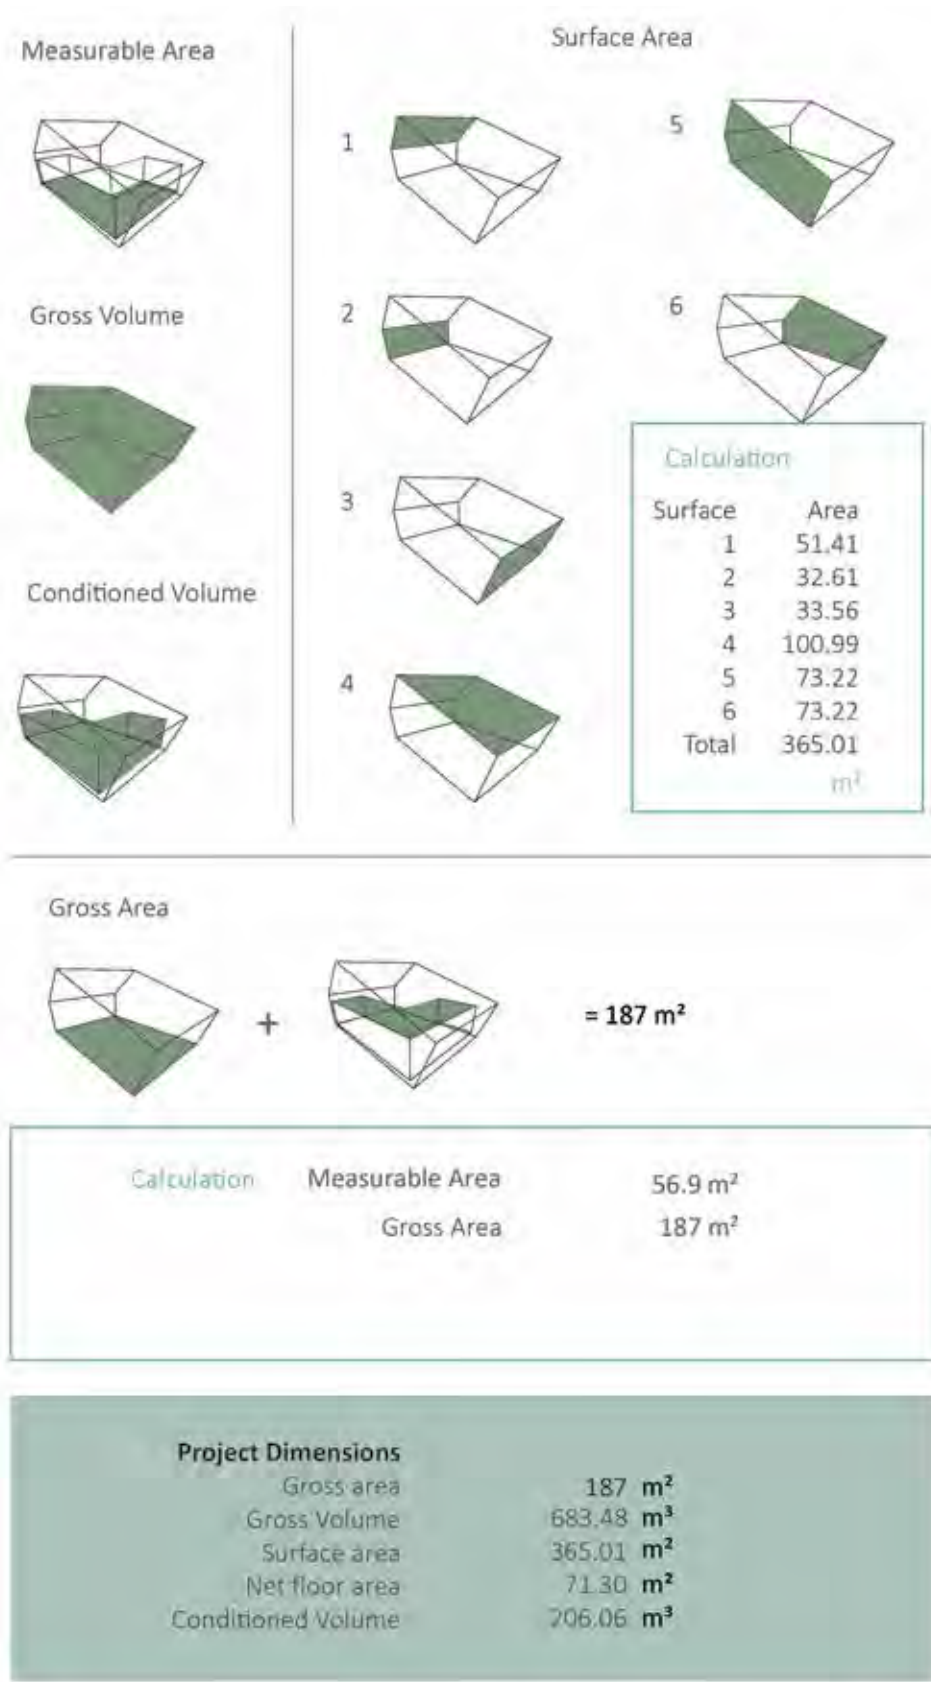 Measurable Area
Gross Volume
Conditioned Volume
Surface Area
1
2
3
4
5
6
Calculation
Surface Area
1 51.41
2 32.61
3 33.56
4 100.99
5 73.22
6 73.22
Total 365.01
m²
Gross Area
+ = 187 m²
Calculation Measurable Area 56.9 m²
Gross Area 187 m²
Project Dimensions
Gross area 187 m²
Gross Volume 683.48 m³
Surface area 365.01 m²
Net floor area 71.30 m²
Conditioned Volume 206.06 m³